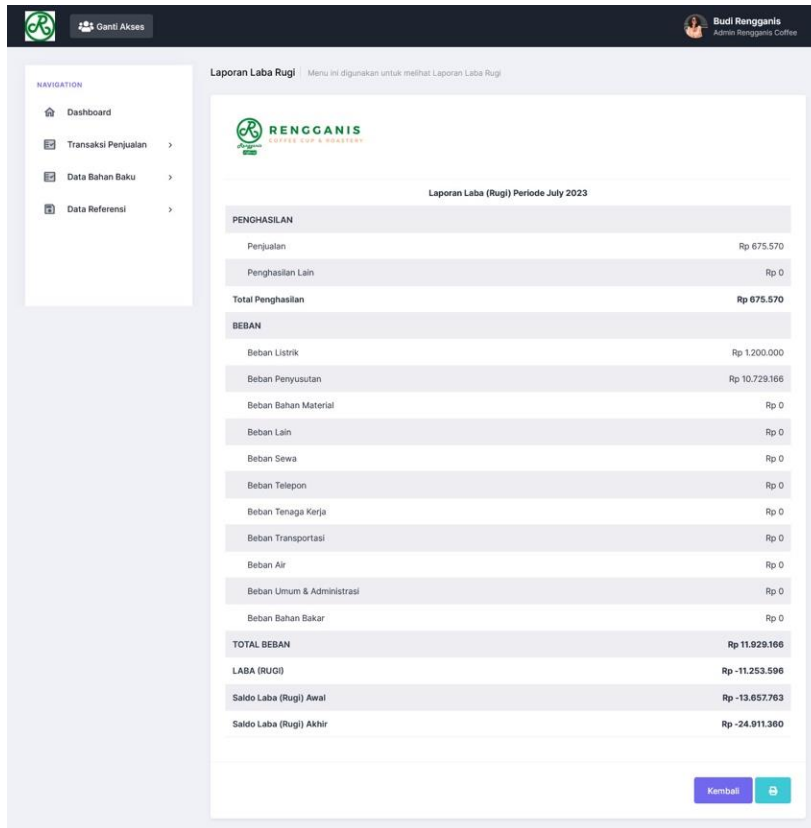 Ganti Akses
Budi Rengganis
Admin Rengganis Coffee
NAVIGATION
Dashboard
Transaksi Penjualan
Data Bahan Baku
Data Referensi
Laporan Laba Rugi Menu ini digunakan untuk melihat Laporan Laba Rugi
RENGGANIS
COFFEE CUP & ROASTERY
Laporan Laba (Rugi) Periode July 2023
PENGHASILAN
Penjualan Rp 675.570
Penghasilan Lain Rp 0
Total Penghasilan Rp 675.570
BEBAN
Beban Listrik Rp 1.200.000
Beban Penyusutan Rp 10.729.166
Beban Bahan Material Rp 0
Beban Lain Rp 0
Beban Sewa Rp 0
Beban Telepon Rp 0
Beban Tenaga Kerja Rp 0
Beban Transportasi Rp 0
Beban Air Rp 0
Beban Umum & Administrasi Rp 0
Beban Bahan Bakar Rp 0
TOTAL BEBAN Rp 11.929.166
LABA (RUGI) Rp -11.253.596
Saldo Laba (Rugi) Awal Rp -13.657.763
Saldo Laba (Rugi) Akhir Rp -24.911.360
Kembali